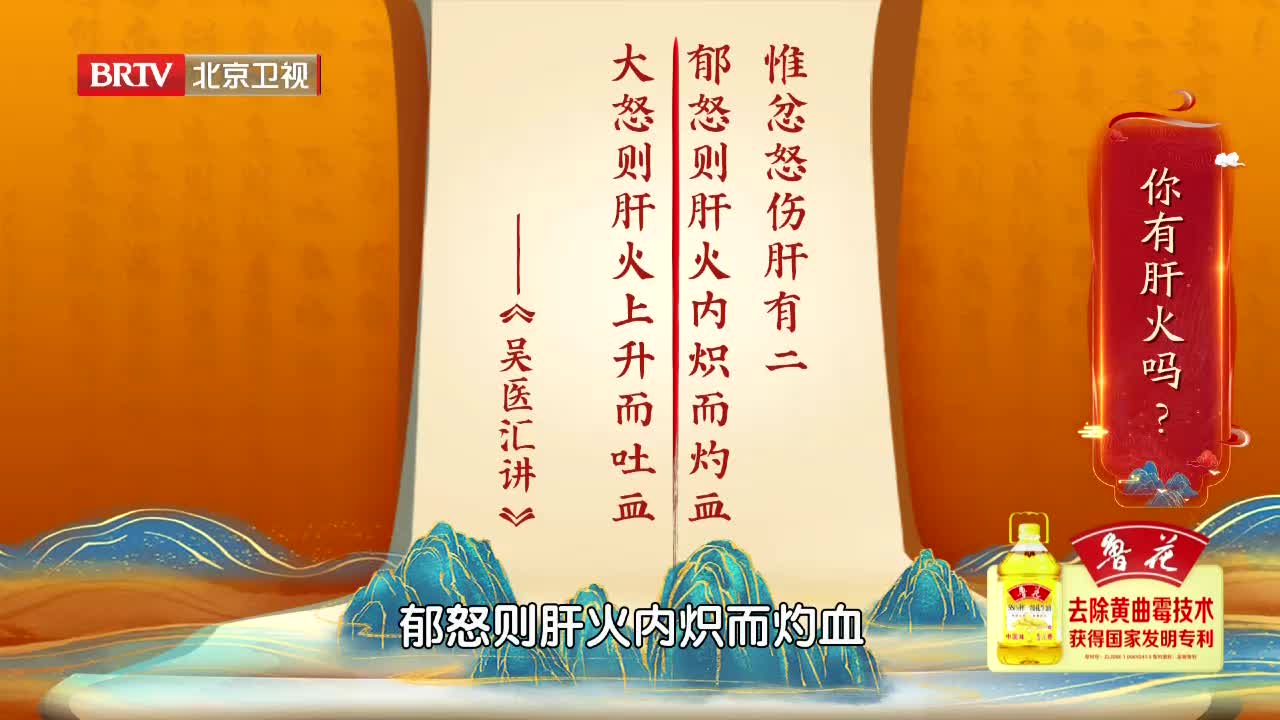 BRTV 北京卫视
惟忿怒伤肝有二
郁怒则肝火内炽而灼血
大怒则肝火上升而吐血
——《吴医汇讲》
你有肝火吗？
鲁花
去除黄曲霉技术
获得国家发明专利
郁怒则肝火内炽而灼血